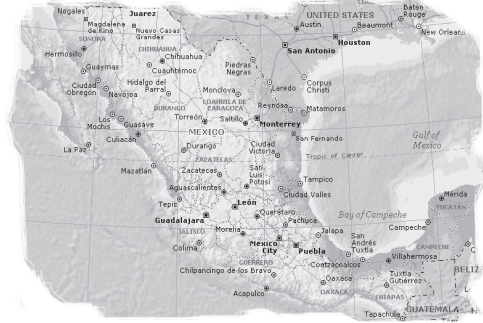 Nogales
Juarez
TEXAS
UNITED STATES
Baton
Rouge
Magdalena
de Kino
Nuevo Casas
Grandes
Austin
Beaumont
New Orleans
SONORA
Houston
San Antonio
Hermosillo
CHIHUAHUA
Chihuahua
Piedras
Negras
Guaymas
Cuauhtémoc
Ciudad
Obregón
Navojoa
Hidalgo del
Parral
Monclova
Laredo
Corpus
Christi
COAHUILA DE
ZARAGOZA
Reynosa
Matamoros
DURANGO
Los
Mochis
Guasave
Torreón
Saltillo
Monterrey
Culiacán
MEXICO
San Fernando
Gulf of
Mexico
La Paz
Durango
Ciudad
Victoria
Tropic of Cancer
ZACATECAS
Mazatlán
Zacatecas
San
Luis
Potosí
Tampico
Aguascalientes
Ciudad Valles
Mérida
Tepic
León
YUCATÁN
Guadalajara
Querétaro
Bay of Campeche
Pachuca
Campeche
JALISCO
Morelia
Jalapa
San
Andrés
Tuxtla
Colima
Mexico
City
Puebla
CAMPECHE
Villahermosa
GUERRERO
Coatzacoalcos
BELIZ
Chilpancingo de los Bravo
Oaxaca
Tuxtla
Gutiérrez
Acapulco
OAXACA
CHIAPAS
GUATEMALA
Tapachula